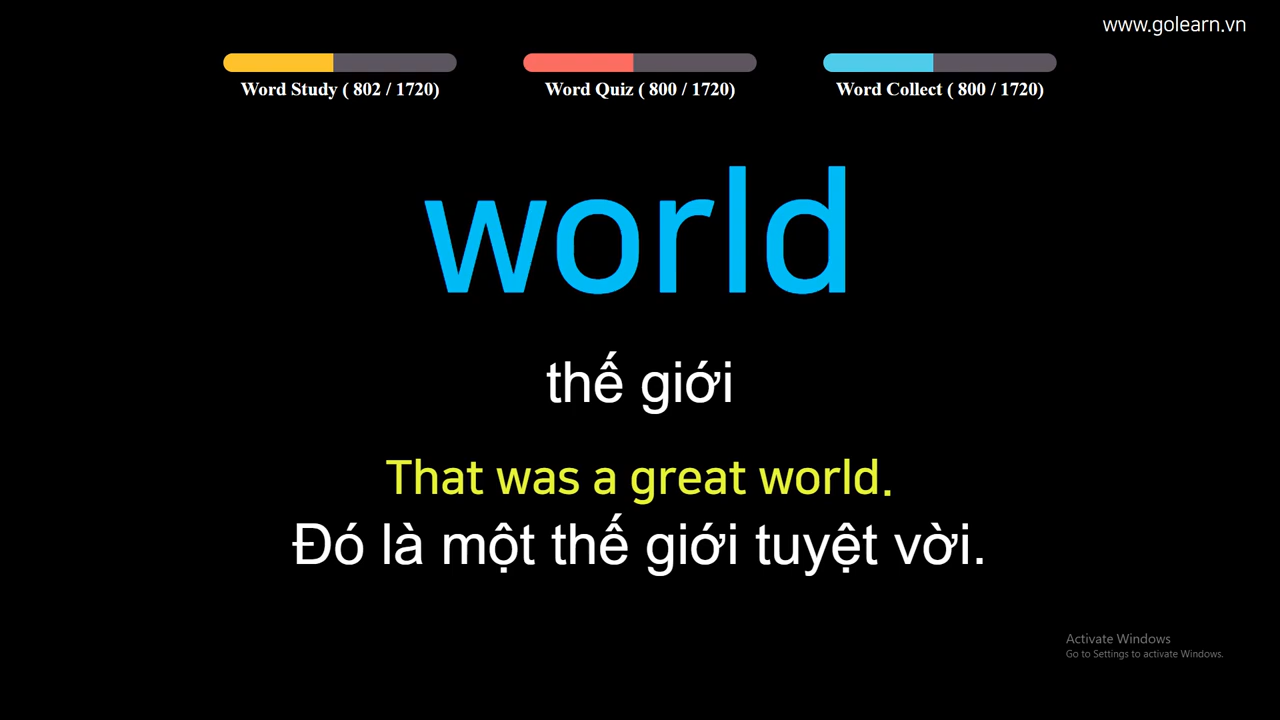 www.golearn.vn
Word Study ( 802 / 1720)
Word Quiz ( 800 / 1720)
Word Collect ( 800 / 1720)
world
thế giới
That was a great world.
Đó là một thế giới tuyệt vời.
Activate Windows
Go to Settings to activate Windows.